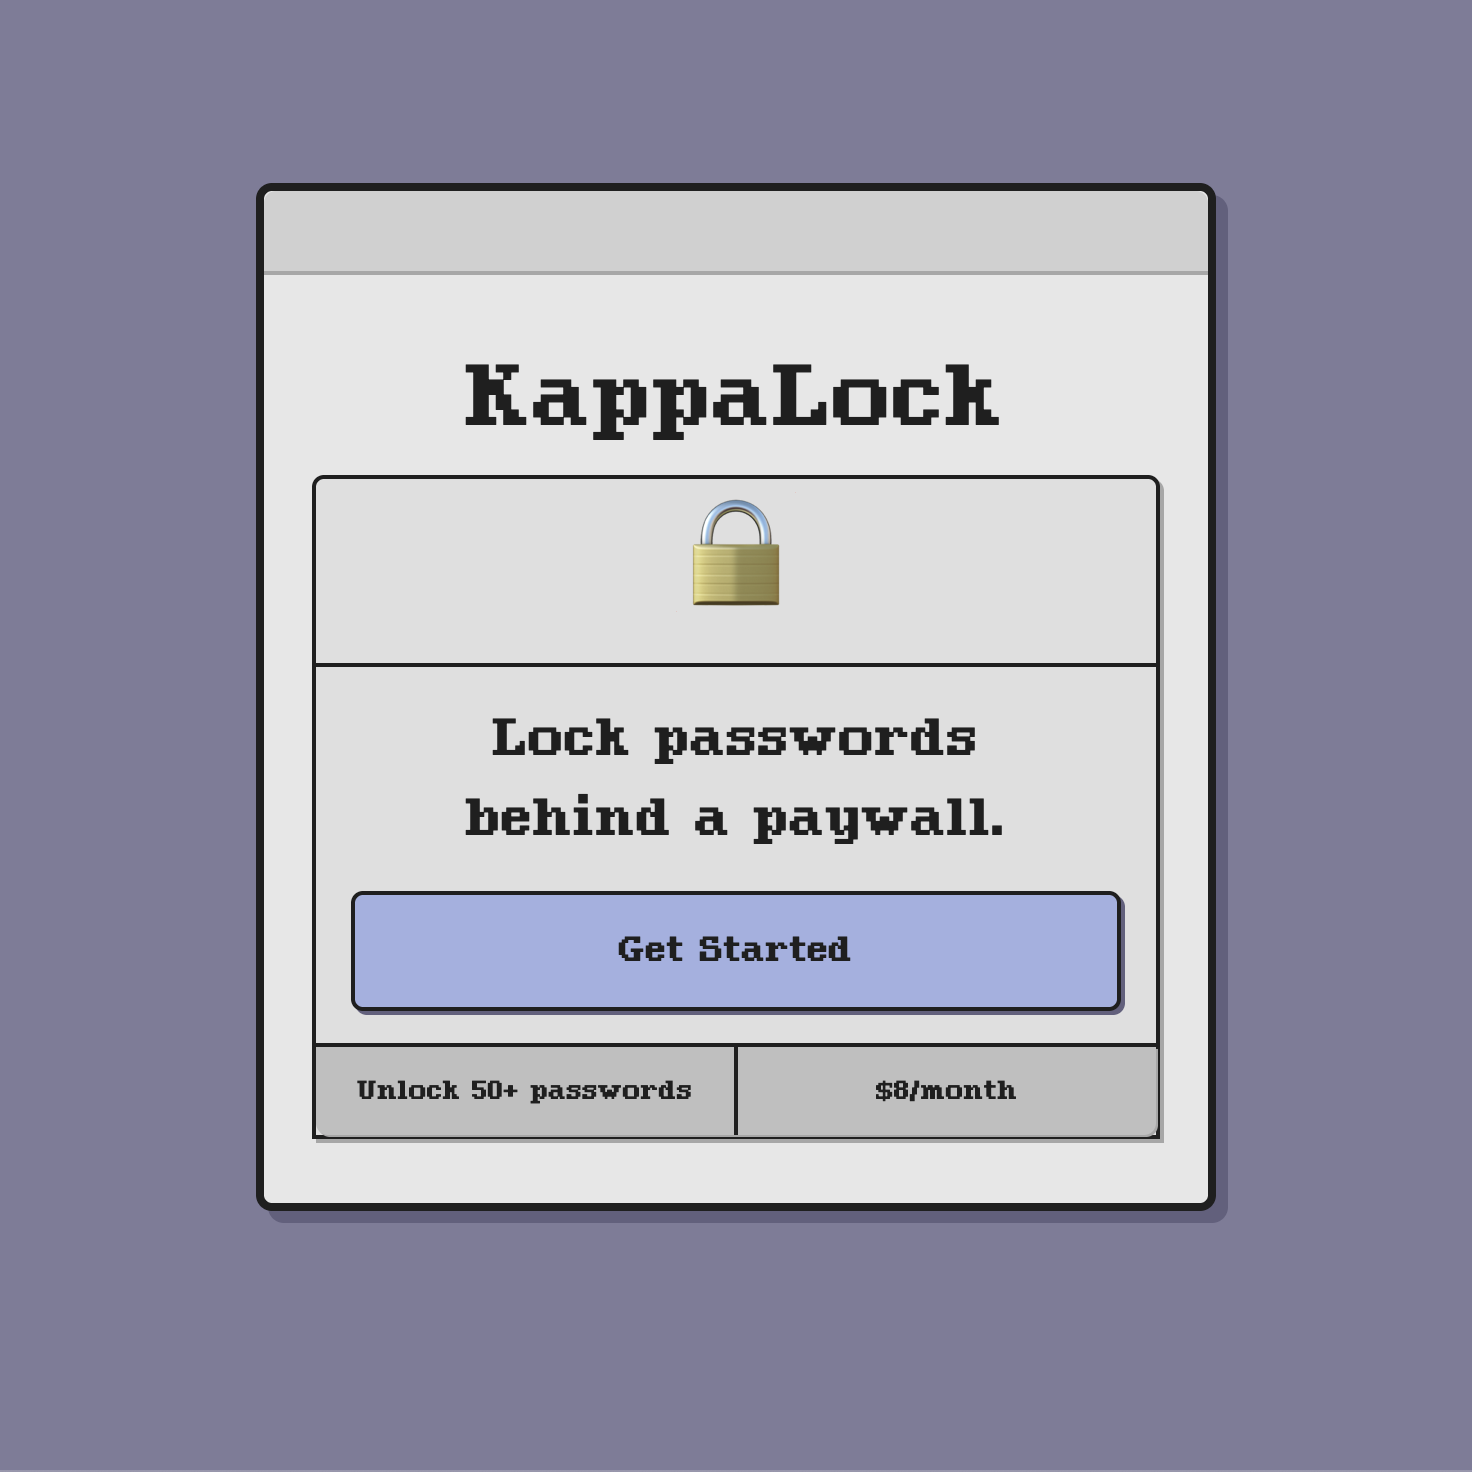 KappaLock
Lock passwords
behind a paywall.
Get Started
Unlock 50+ passwords
$8/month